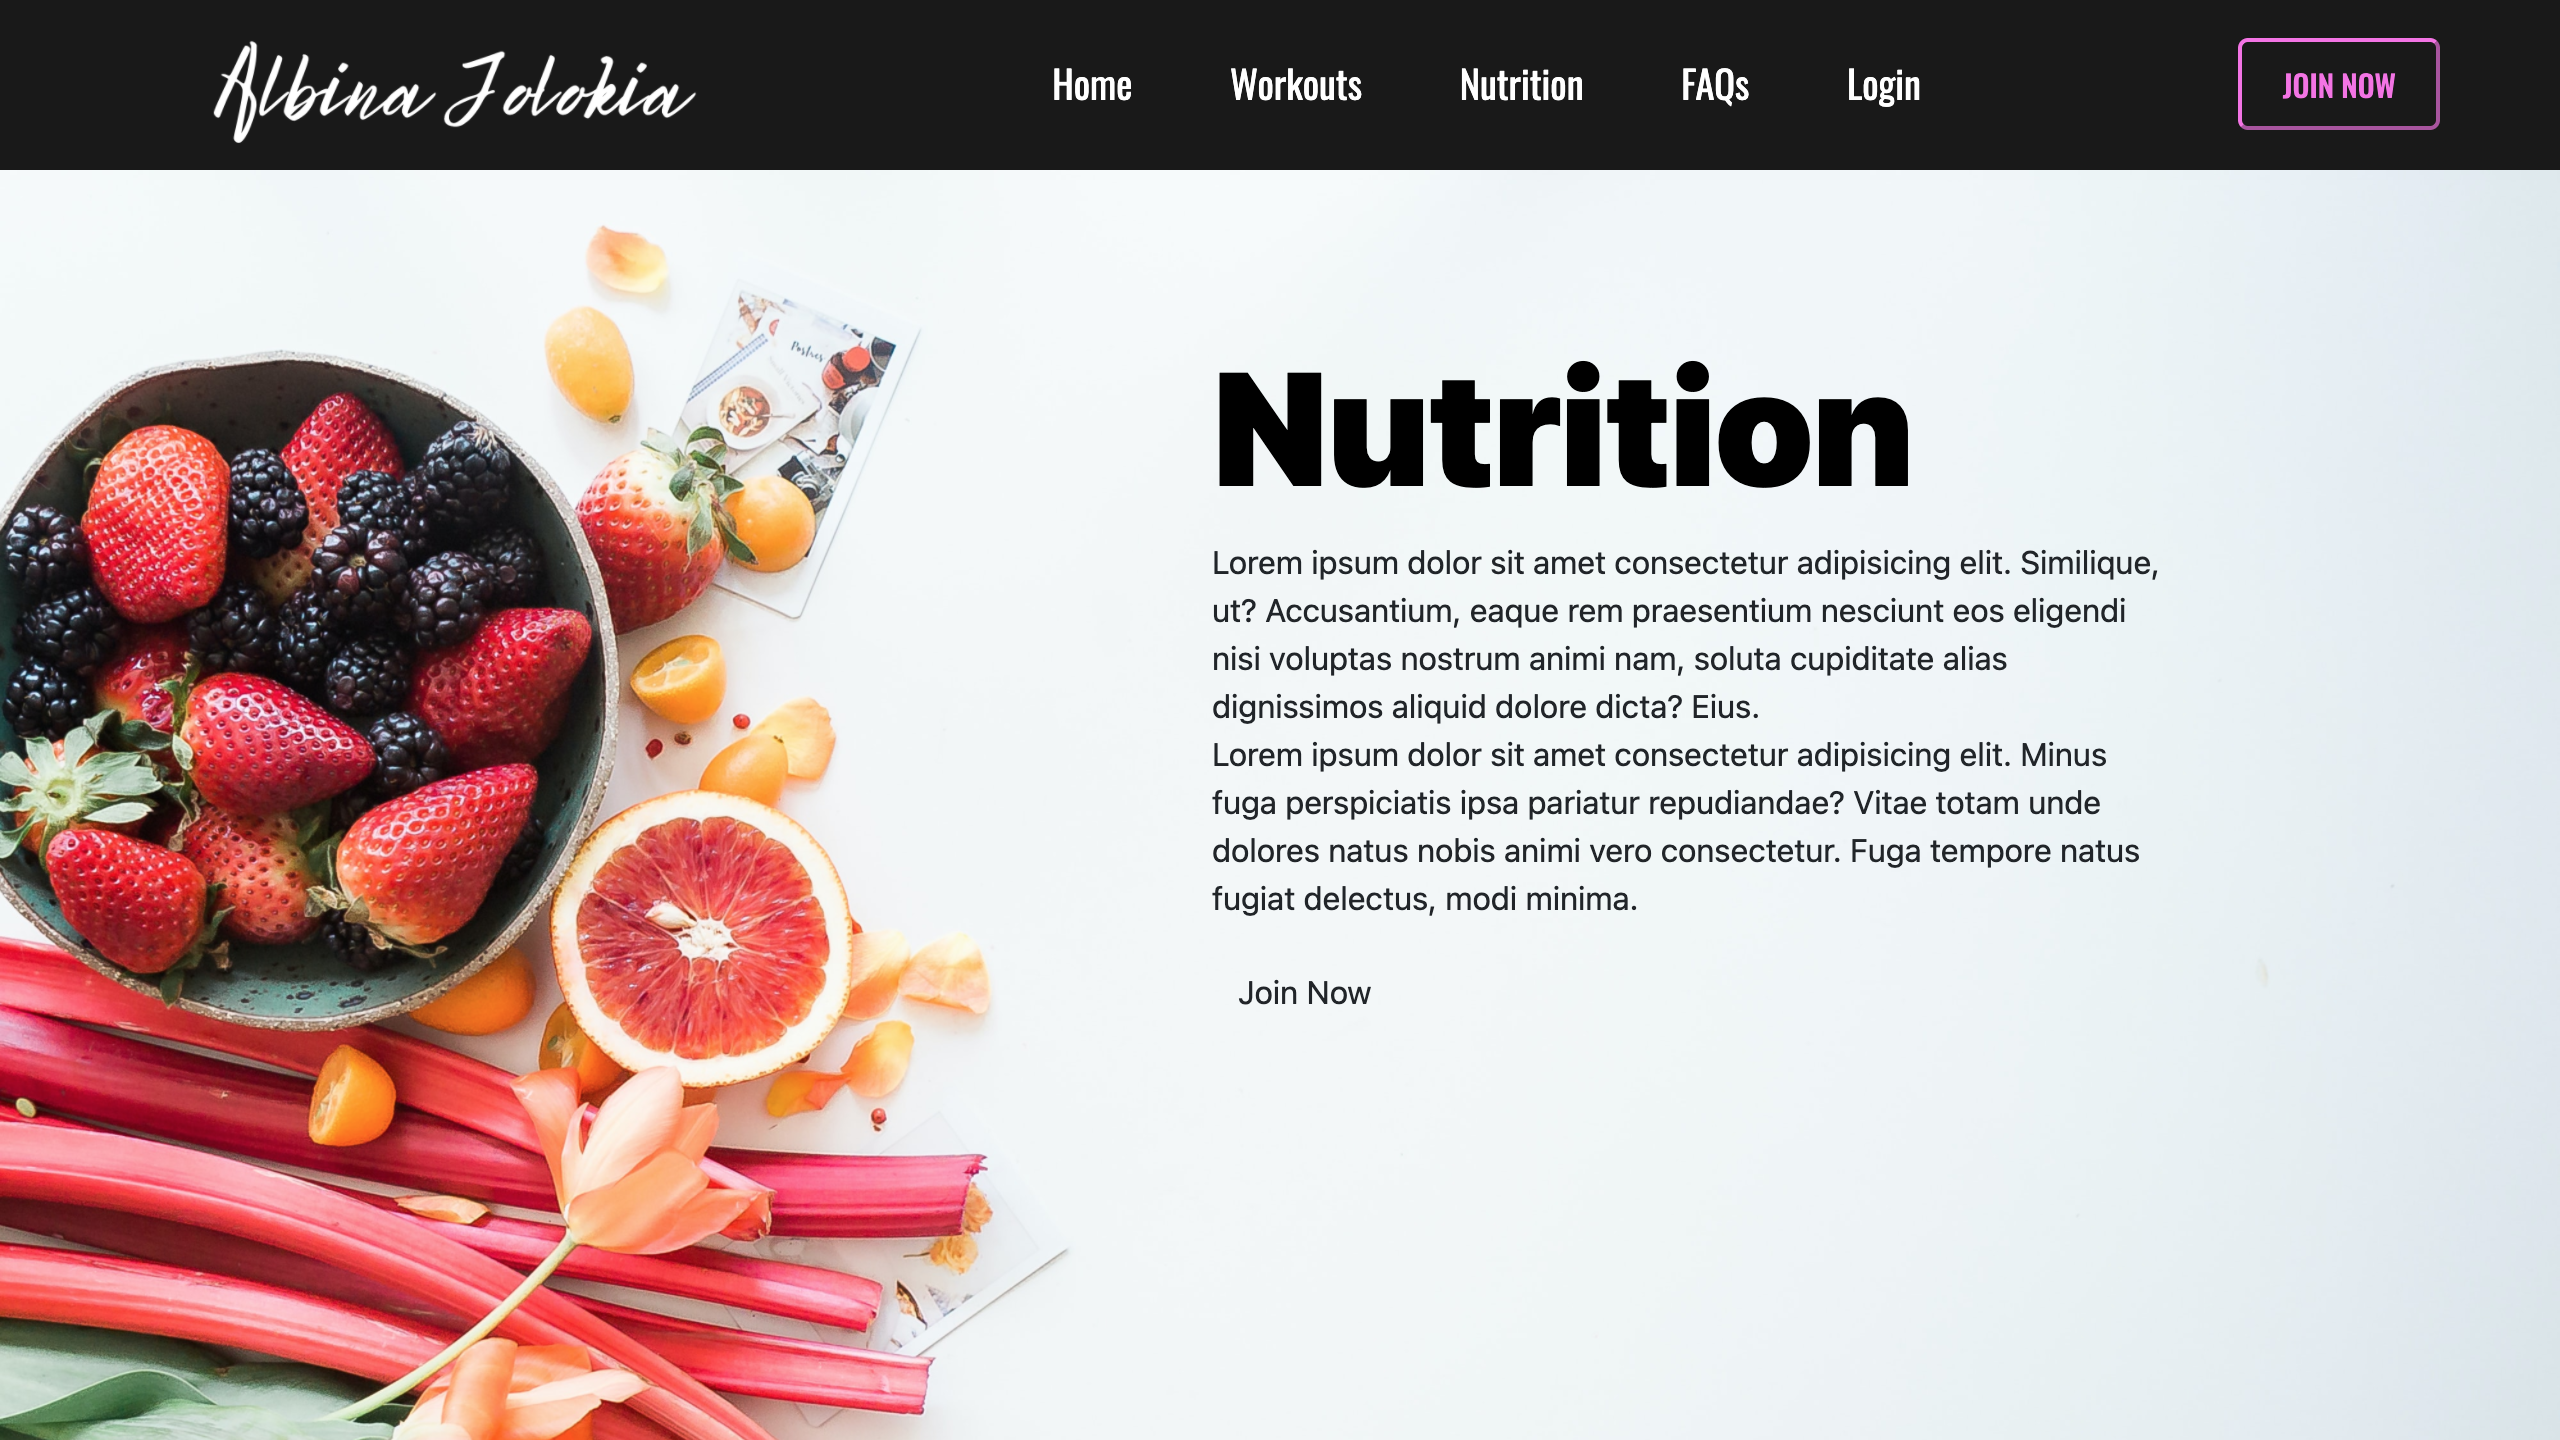 Albina Jolokia
Home Workouts Nutrition FAQs Login
JOIN NOW
Postres
Nutrition
Lorem ipsum dolor sit amet consectetur adipisicing elit. Similique,
ut? Accusantium, eaque rem praesentium nesciunt eos eligendi
nisi voluptas nostrum animi nam, soluta cupiditate alias
dignissimos aliquid dolore dicta? Eius.
Lorem ipsum dolor sit amet consectetur adipisicing elit. Minus
fuga perspiciatis ipsa pariatur repudiandae? Vitae totam unde
dolores natus nobis animi vero consectetur. Fuga tempore natus
fugiat delectus, modi minima.
Join Now